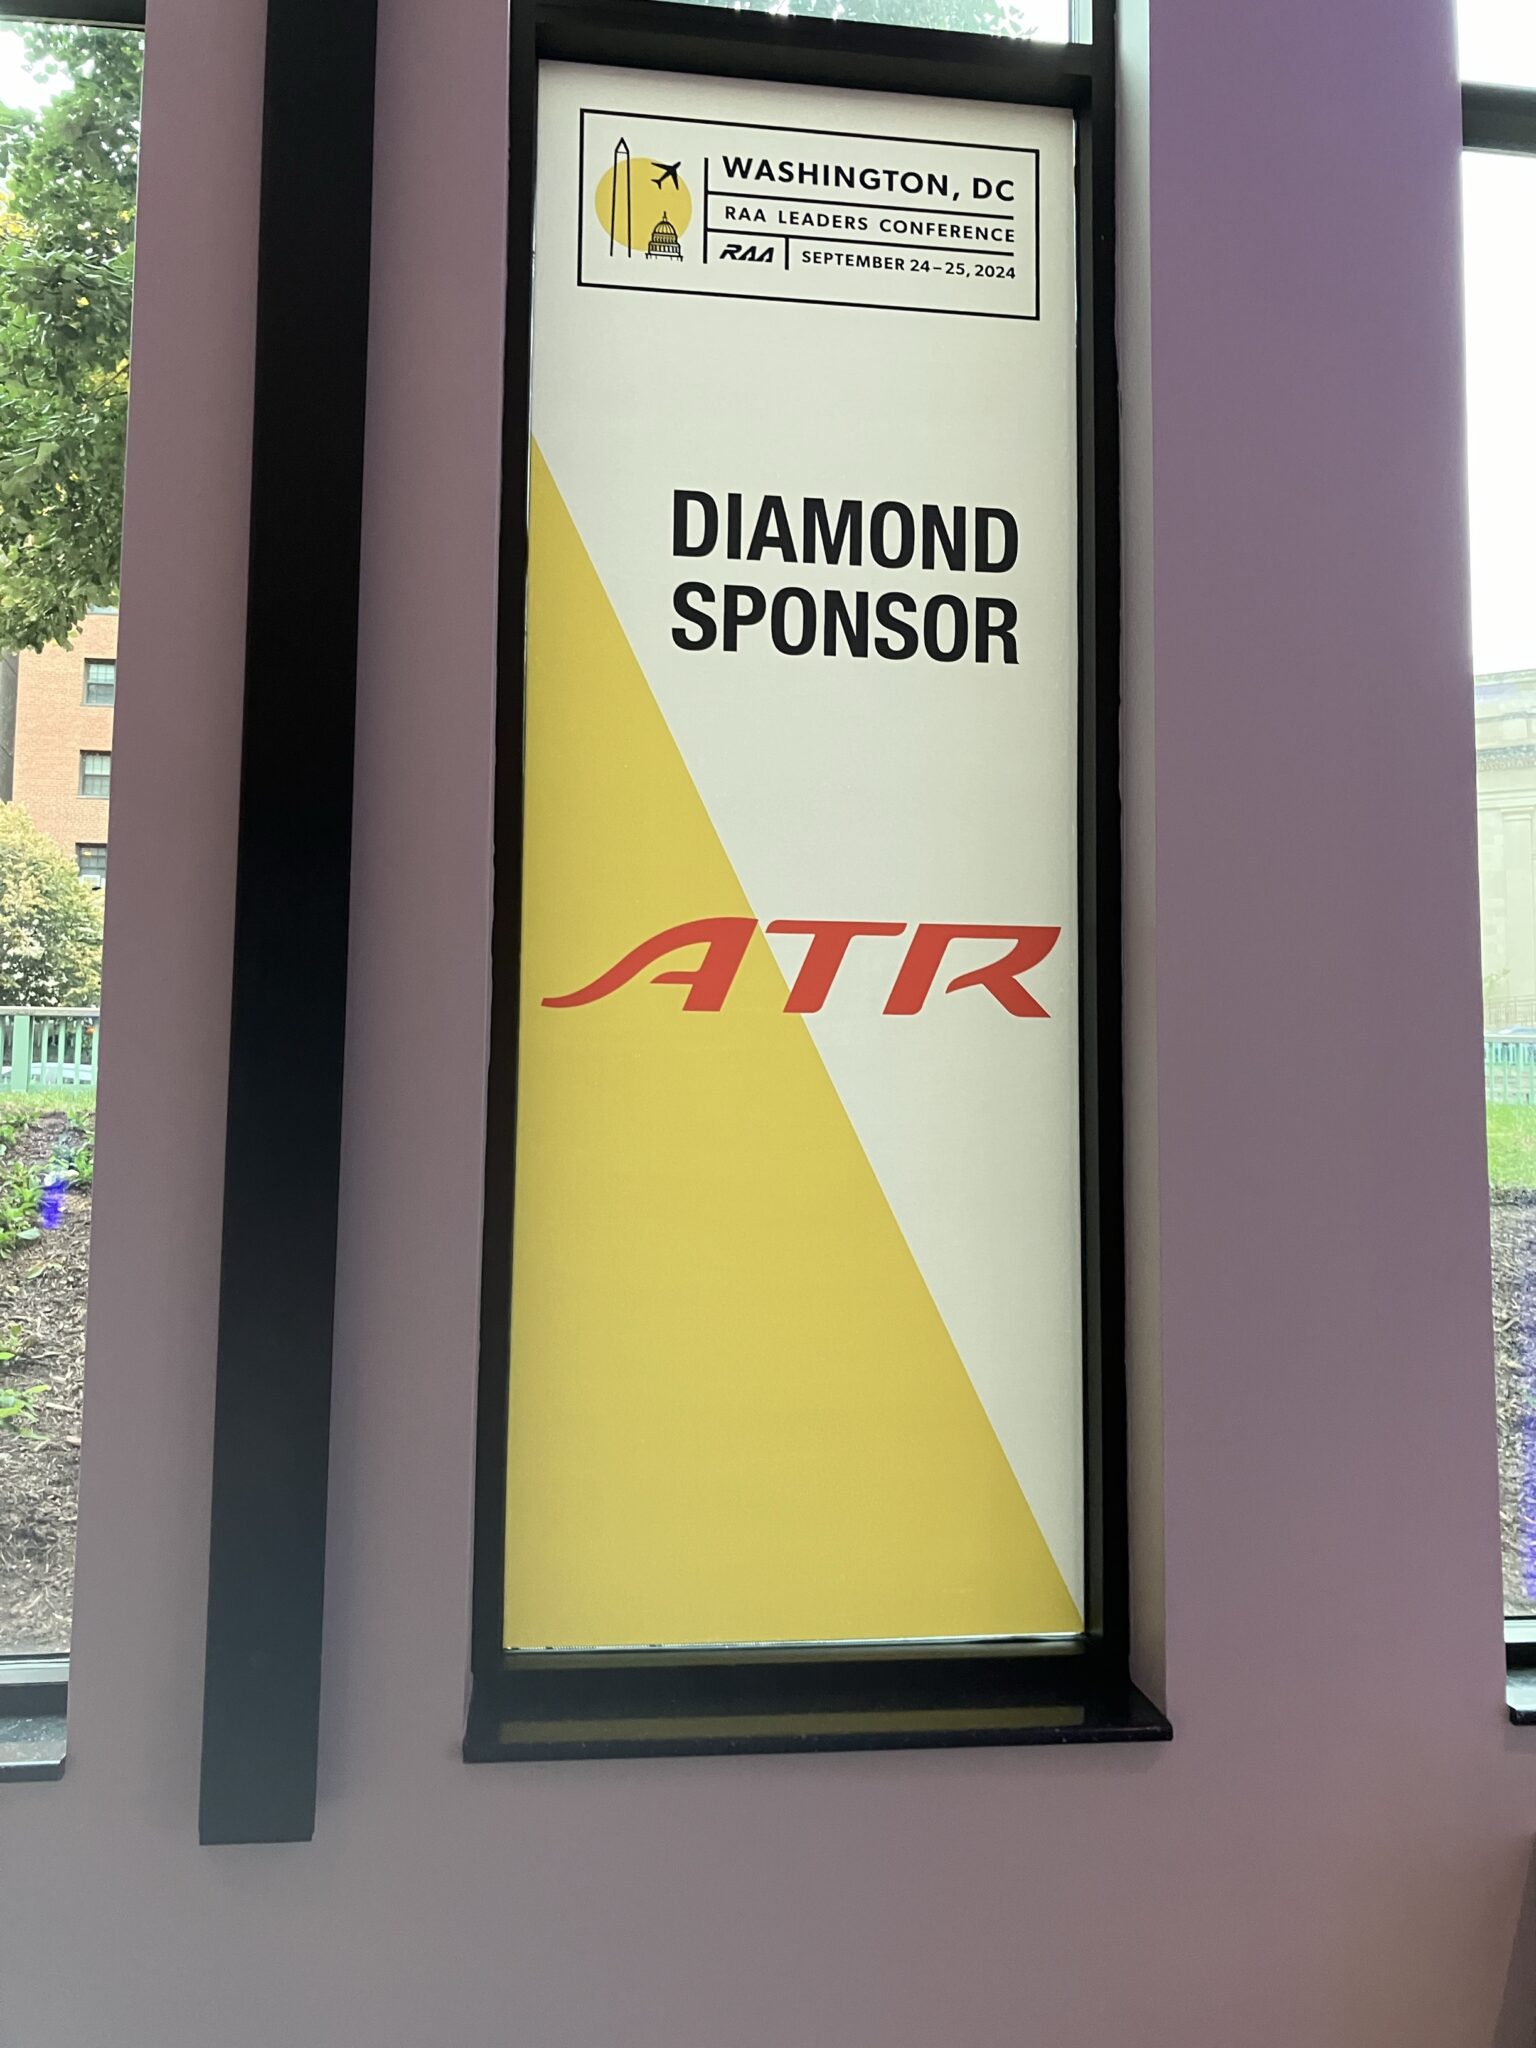 WASHINGTON, DC
RAA LEADERS CONFERENCE
RAA SEPTEMBER 24–25, 2024
DIAMOND
SPONSOR
ATR